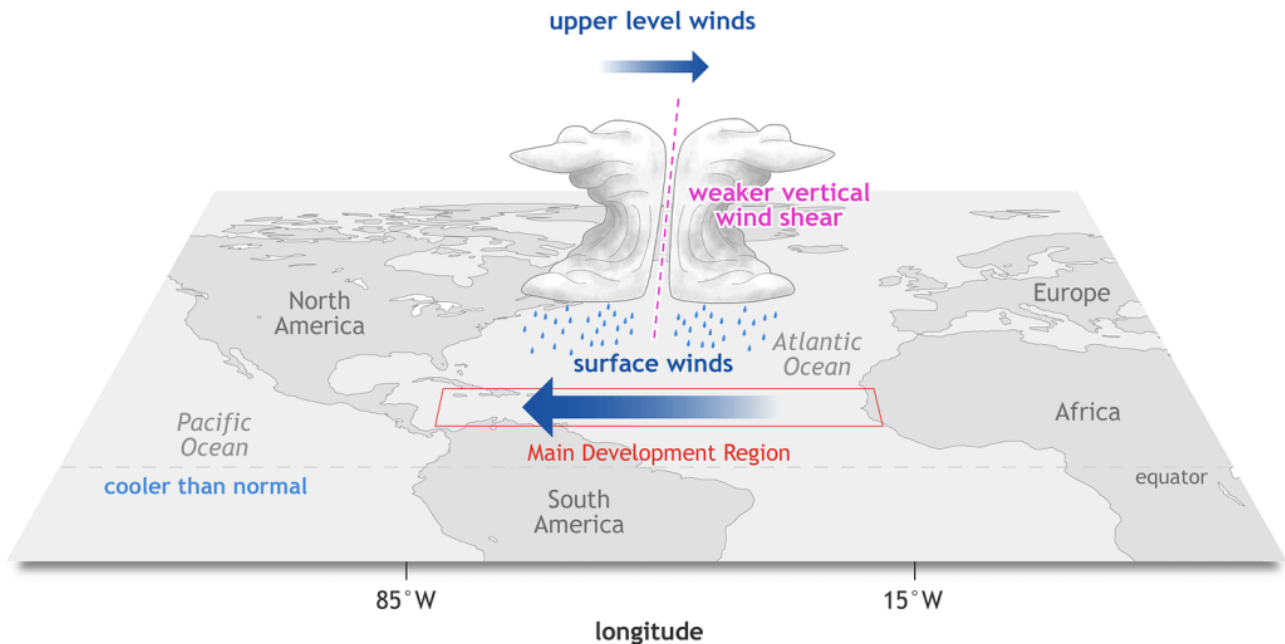 upper level winds
weaker vertical
wind shear
North
America
Europe
Atlantic
Ocean
surface winds
Pacific
Ocean
Africa
Main Development Region
cooler than normal
equator
South
America
85°W
15°W
longitude